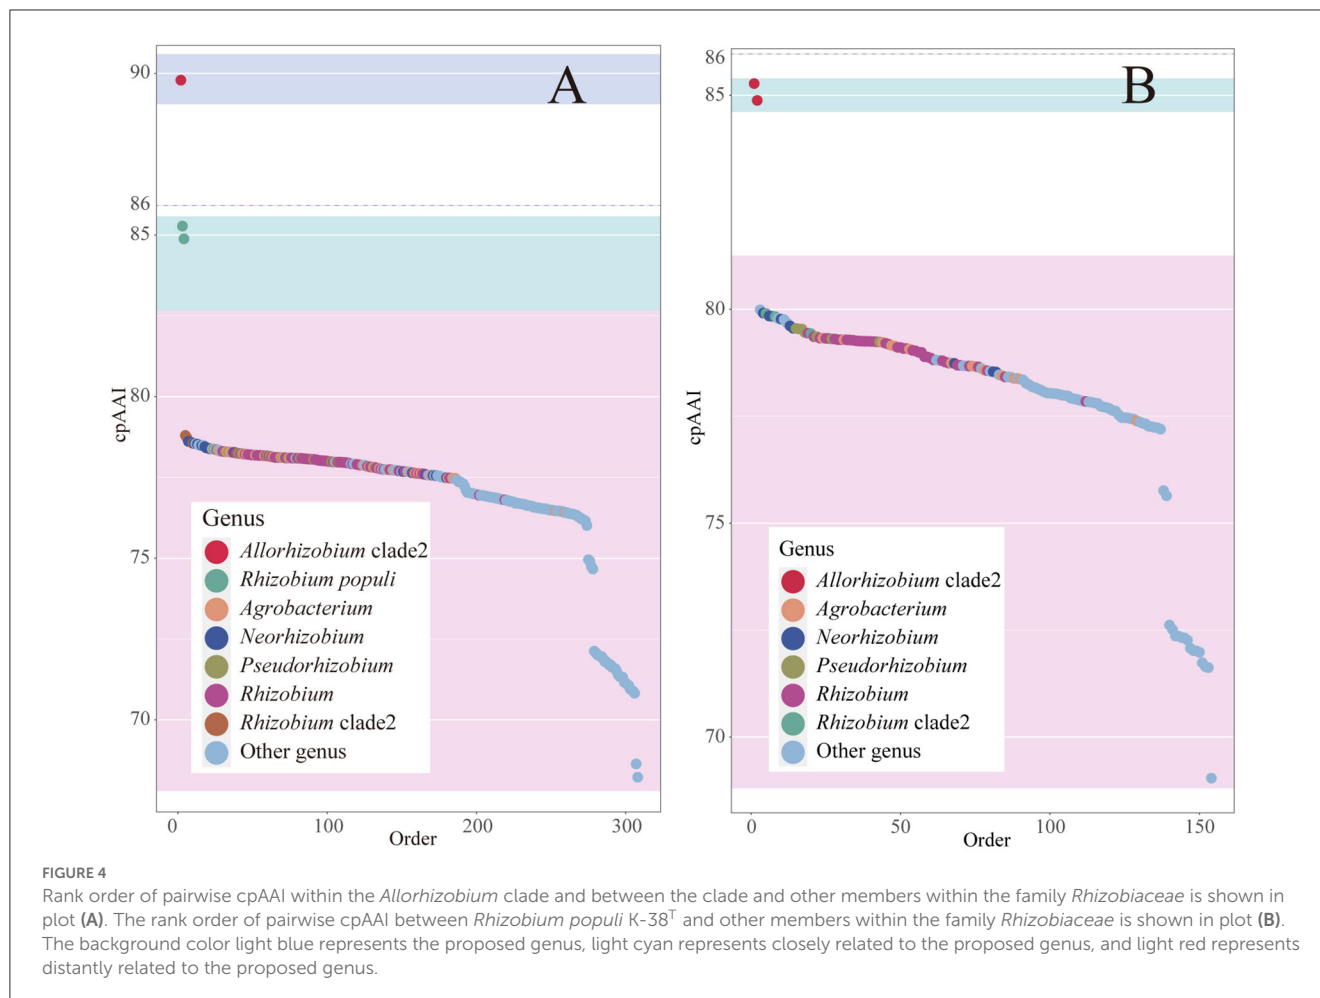 A
90
86
85
80
75
70
cpAAI
Genus
Allorhizobium clade2
Rhizobium populi
Agrobacterium
Neorhizobium
Pseudorhizobium
Rhizobium
Rhizobium clade2
Other genus
0 100 200 300
Order
B
86
85
80
75
70
cpAAI
Genus
Allorhizobium clade2
Agrobacterium
Neorhizobium
Pseudorhizobium
Rhizobium
Rhizobium clade2
Other genus
0 50 100 150
Order
FIGURE 4
Rank order of pairwise cpAAI within the Allorhizobium clade and between the clade and other members within the family Rhizobiaceae is shown in
plot (A). The rank order of pairwise cpAAI between Rhizobium populi K-38ᵀ and other members within the family Rhizobiaceae is shown in plot (B).
The background color light blue represents the proposed genus, light cyan represents closely related to the proposed genus, and light red represents
distantly related to the proposed genus.